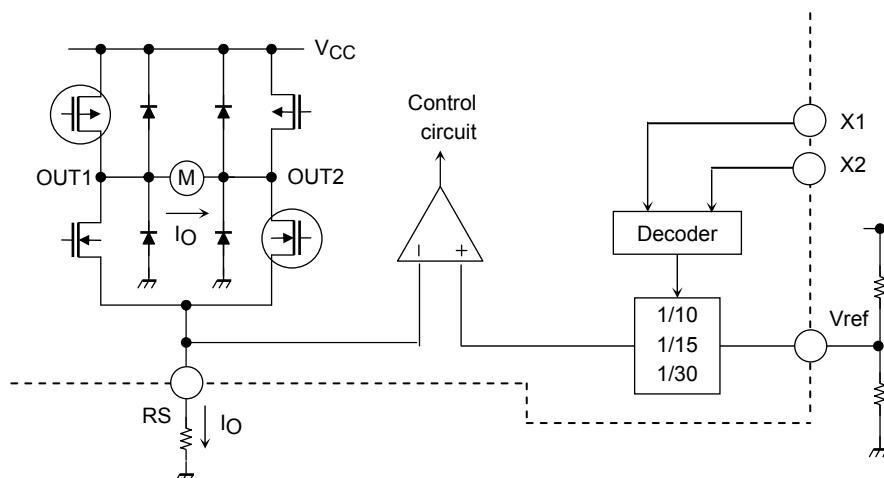 VCC
Control
circuit
X1
X2
OUT1
M
OUT2
IO
Decoder
1/10
1/15
1/30
Vref
RS
IO